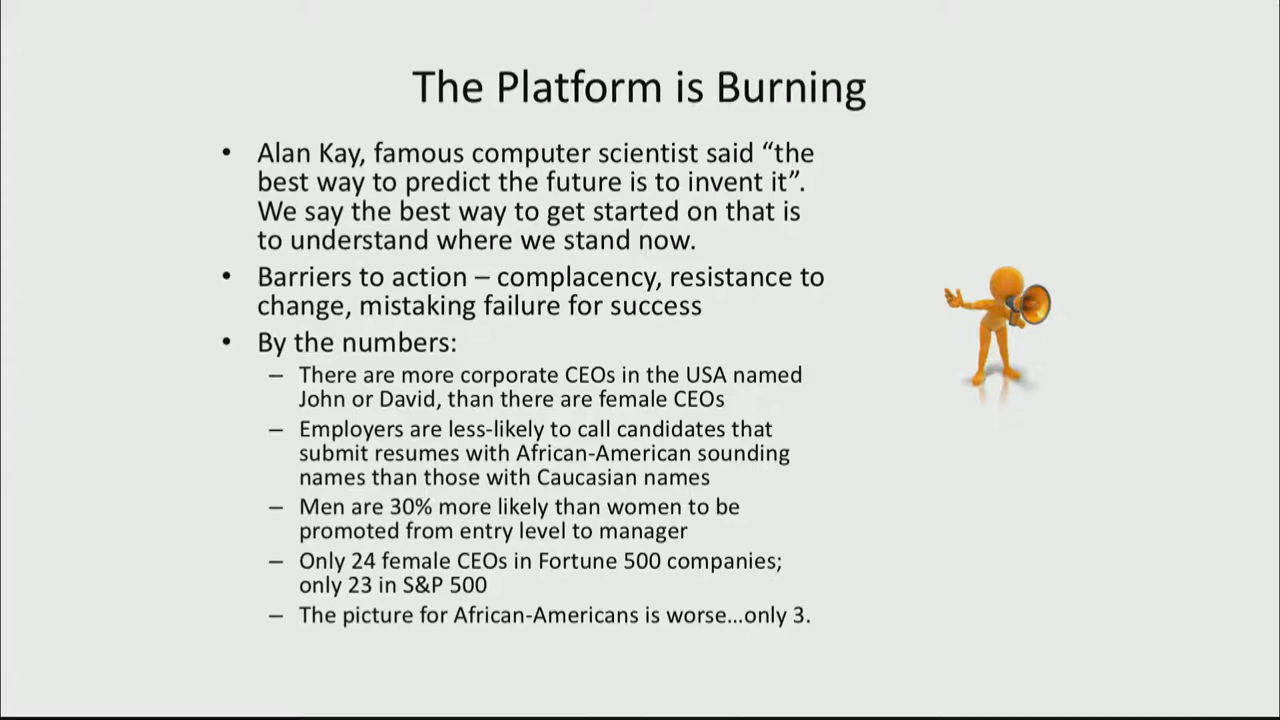 The Platform is Burning
• Alan Kay, famous computer scientist said “the
best way to predict the future is to invent it”.
We say the best way to get started on that is
to understand where we stand now.
• Barriers to action – complacency, resistance to
change, mistaking failure for success
• By the numbers:
– There are more corporate CEOs in the USA named
John or David, than there are female CEOs
– Employers are less-likely to call candidates that
submit resumes with African-American sounding
names than those with Caucasian names
– Men are 30% more likely than women to be
promoted from entry level to manager
– Only 24 female CEOs in Fortune 500 companies;
only 23 in S&P 500
– The picture for African-Americans is worse…only 3.